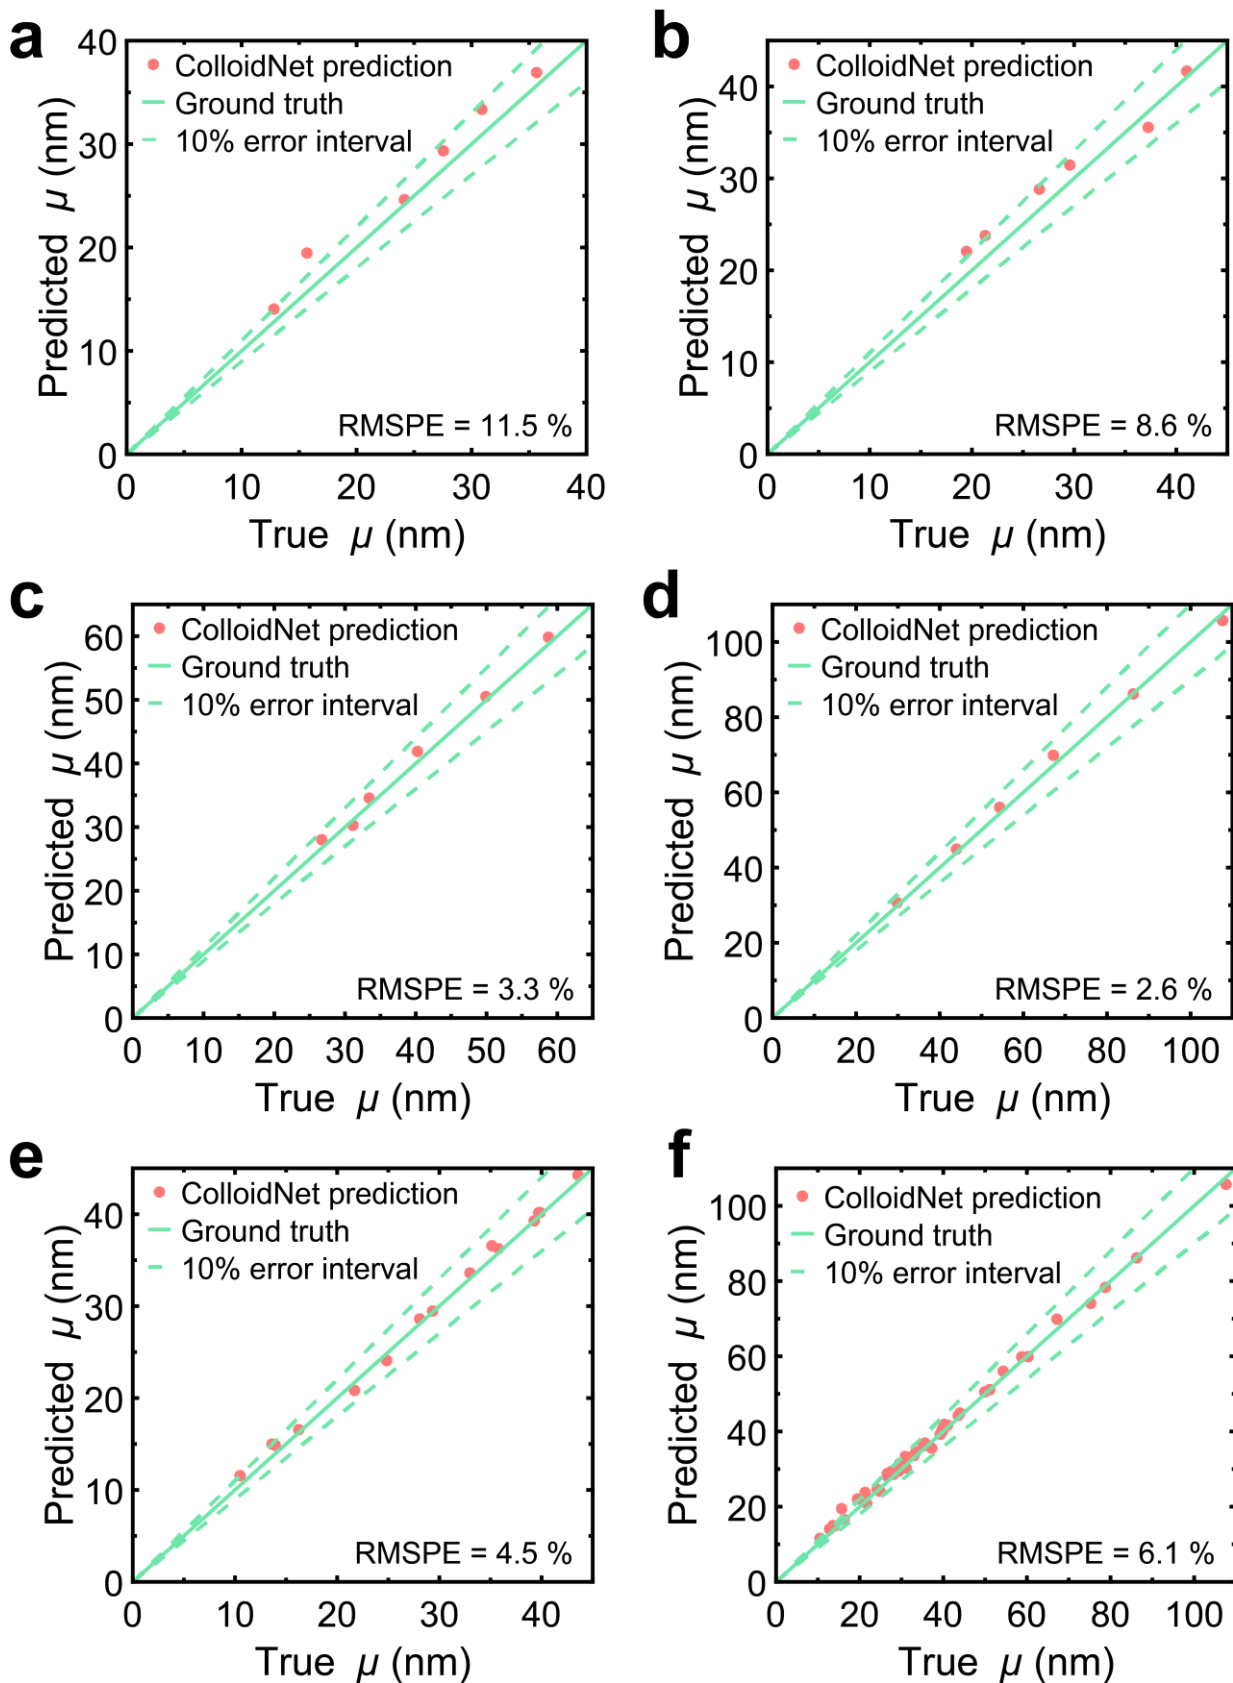 a
40
30
20
10
0
Predicted μ (nm)
ColloidNet prediction
Ground truth
10% error interval
RMSPE = 11.5 %
0 10 20 30 40
True μ (nm)
b
40
30
20
10
0
Predicted μ (nm)
ColloidNet prediction
Ground truth
10% error interval
RMSPE = 8.6 %
0 10 20 30 40
True μ (nm)
c
60
50
40
30
20
10
0
Predicted μ (nm)
ColloidNet prediction
Ground truth
10% error interval
RMSPE = 3.3 %
0 10 20 30 40 50 60
True μ (nm)
d
100
80
60
40
20
0
Predicted μ (nm)
ColloidNet prediction
Ground truth
10% error interval
RMSPE = 2.6 %
0 20 40 60 80 100
True μ (nm)
e
40
30
20
10
0
Predicted μ (nm)
ColloidNet prediction
Ground truth
10% error interval
RMSPE = 4.5 %
0 10 20 30 40
True μ (nm)
f
100
80
60
40
20
0
Predicted μ (nm)
ColloidNet prediction
Ground truth
10% error interval
RMSPE = 6.1 %
0 20 40 60 80 100
True μ (nm)